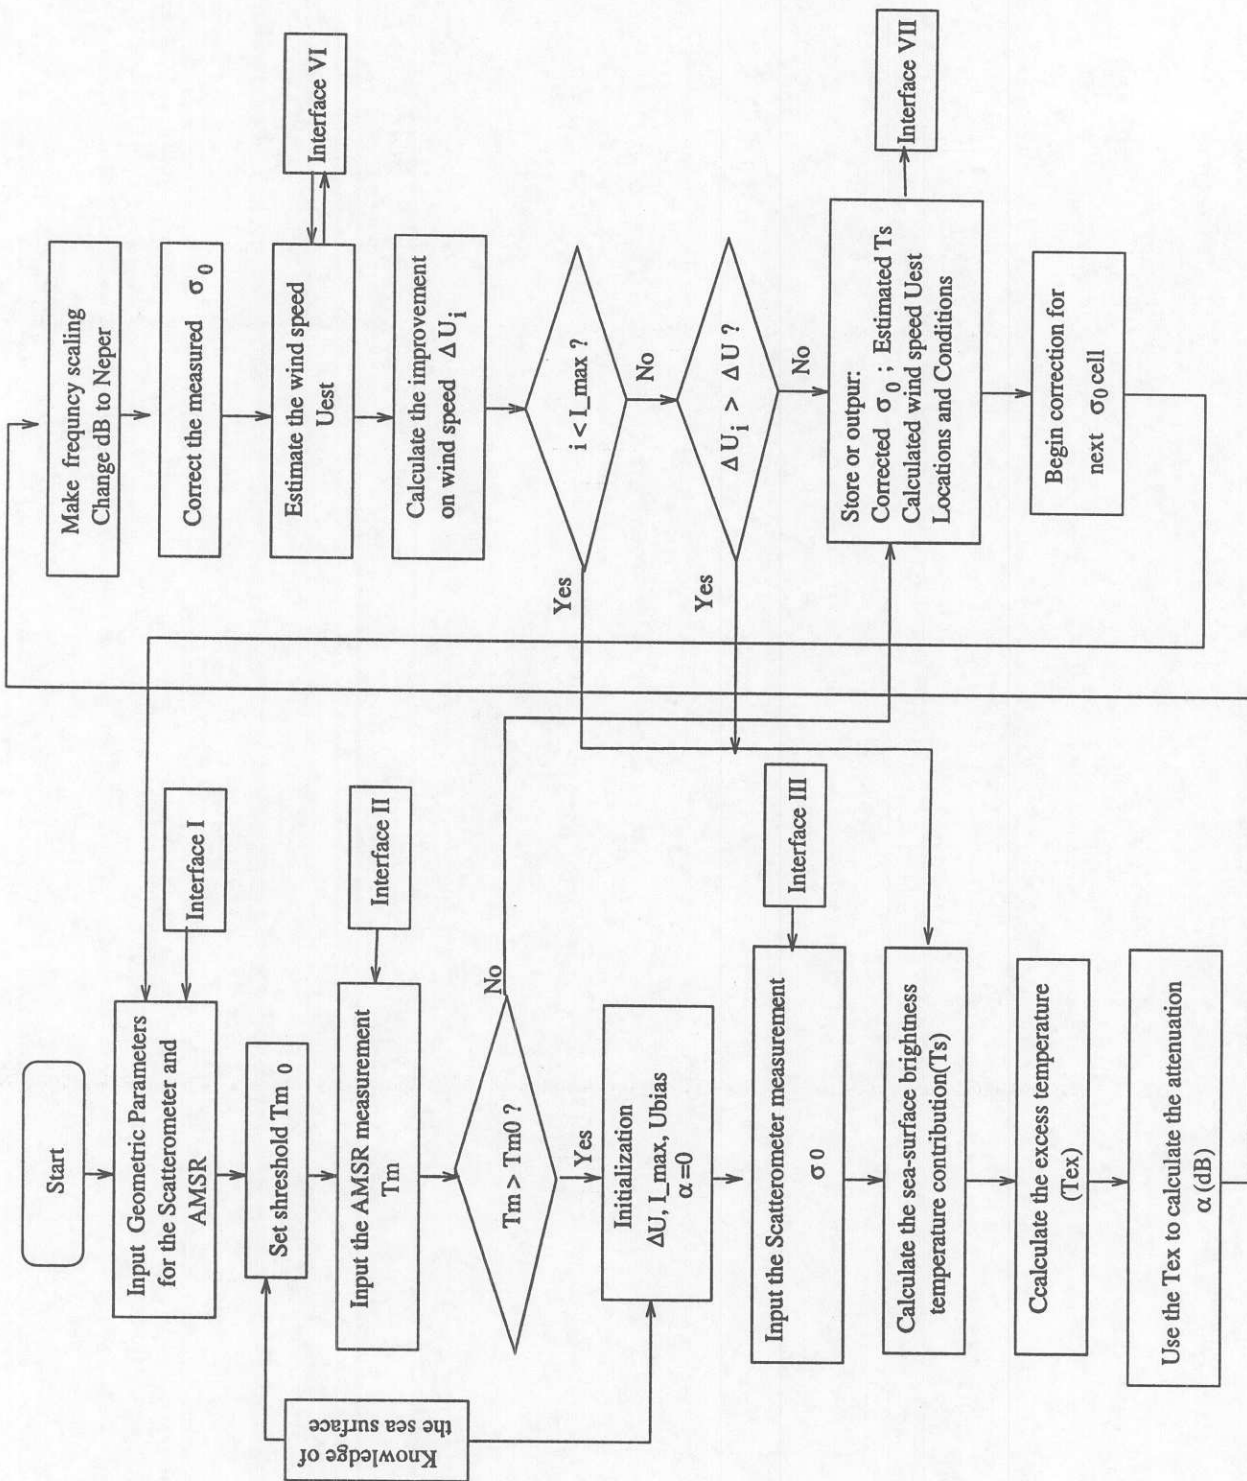 Start
Input Geometric Parameters
for the Scatterometer and
AMSR
Interface I
Set shreshold Tm 0
Input the AMSR measurement
Tm
Interface II
Knowledge of
the sea surface
Tm > Tm0 ?
No
Yes
Initialization
ΔU, I_max, Ubias
α=0
Input the Scatterometer measurement
σ 0
Interface III
Calculate the sea-surface brightness
temperature contribution(Ts)
Ccalculate the excess temperature
(Tex)
Use the Tex to calculate the attenuation
α (dB)
Make frequncy scaling
Change dB to Neper
Correct the measured σ 0
Estimate the wind speed
Uest
Interface VI
Calculate the improvement
on wind speed ΔU i
i < I_max ?
Yes
No
ΔU i > ΔU ?
Yes
No
Store or outpur:
Corrected σ 0 ; Estimated Ts
Calculated wind speed Uest
Locations and Conditions
Interface VII
Begin correction for
next σ0 cell